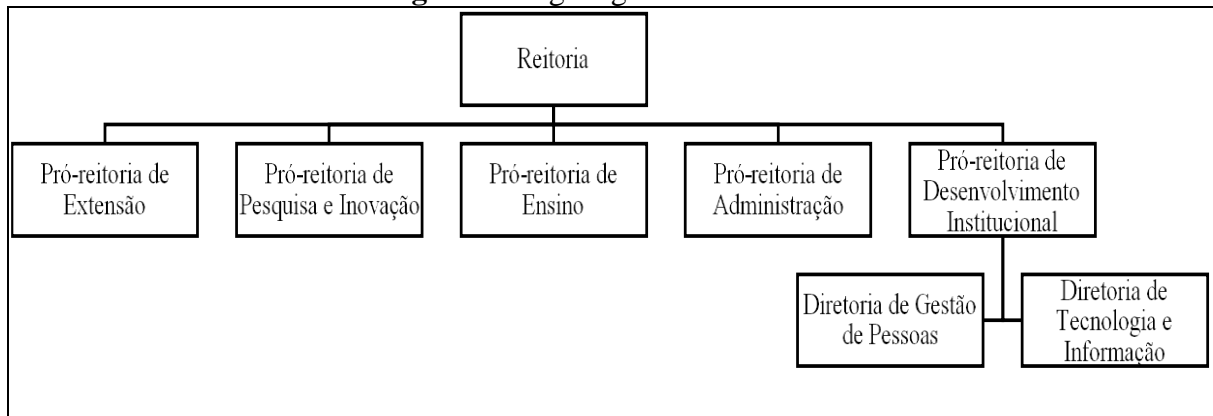 Reitoria
Pró-reitoria de
Extensão
Pró-reitoria de
Pesquisa e Inovação
Pró-reitoria de
Ensino
Pró-reitoria de
Administração
Pró-reitoria de
Desenvolvimento
Institucional
Diretoria de Gestão
de Pessoas
Diretoria de
Tecnologia e
Informação